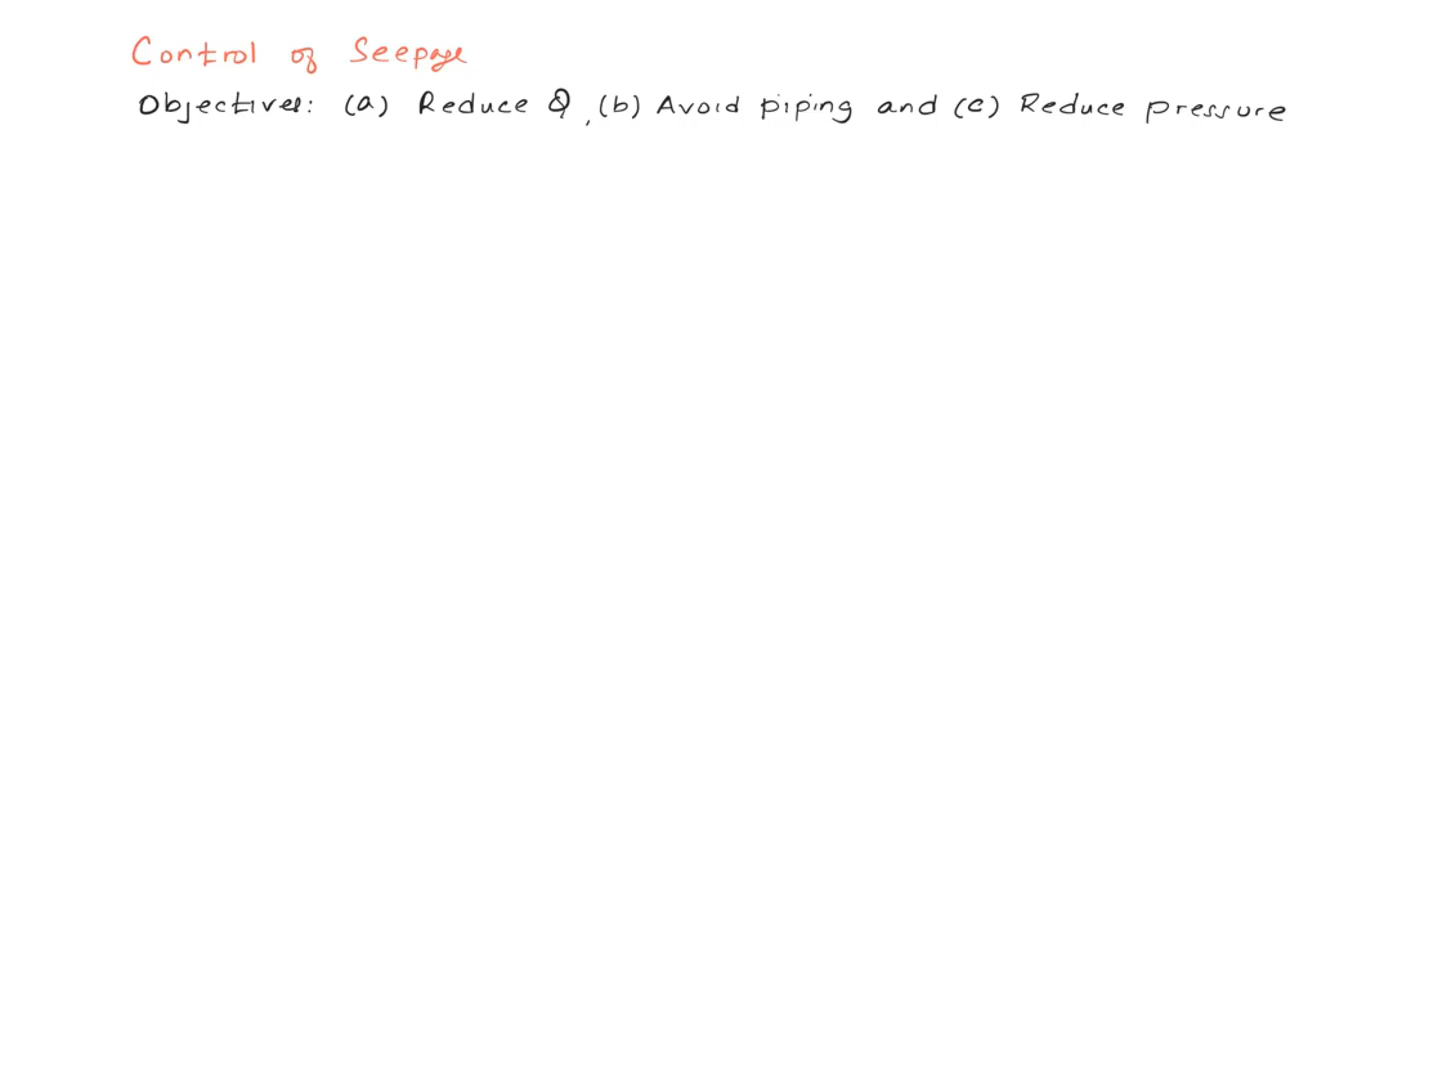 Control of Seepage
Objectives: (a) Reduce Q, (b) Avoid piping and (c) Reduce pressure